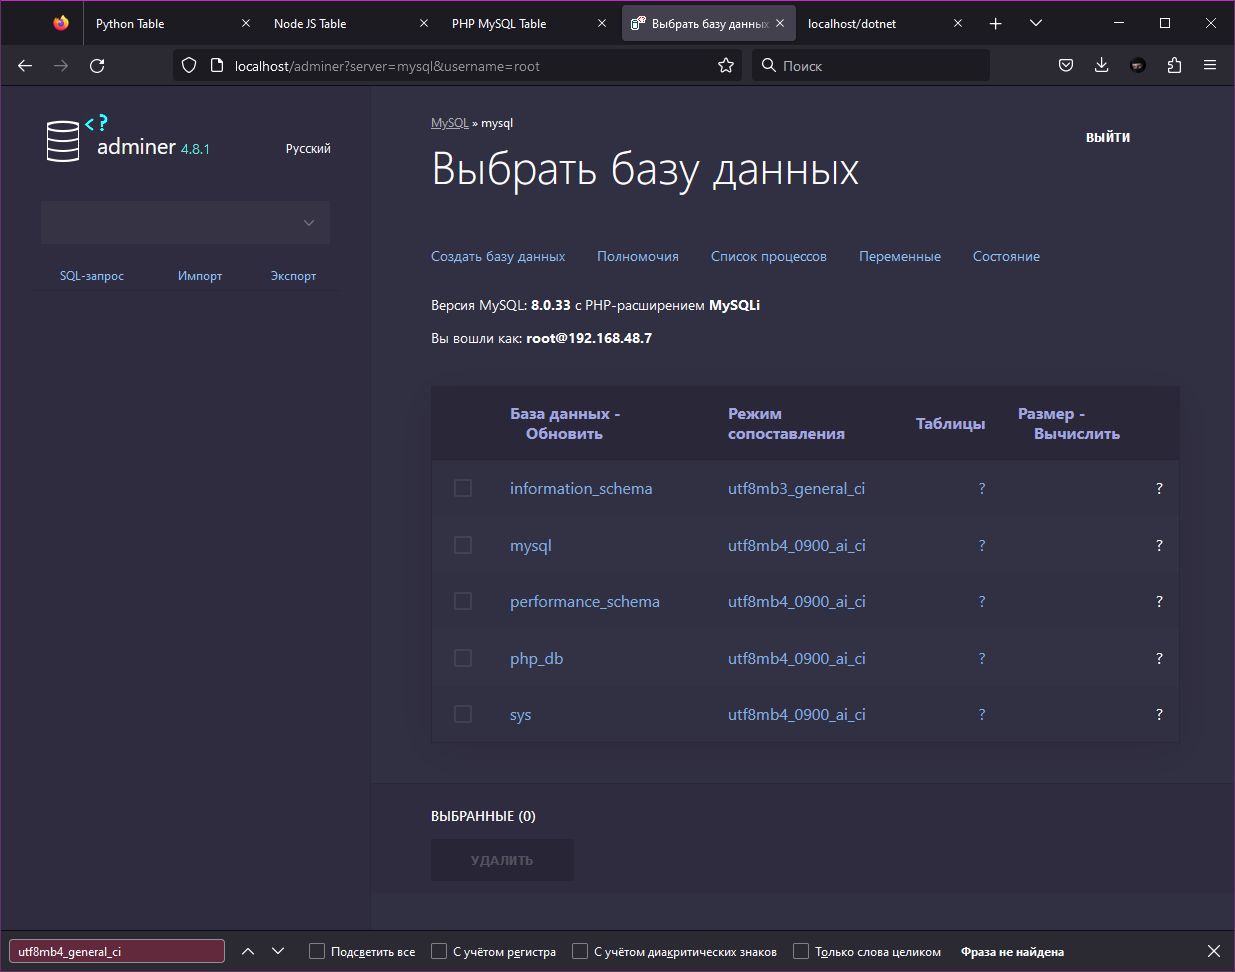 Python Table
Node JS Table
PHP MySQL Table
Выбрать базу данных
localhost/dotnet
localhost/adminer?server=mysql&username=root
Поиск
<?
adminer 4.8.1
Русский
SQL-запрос Импорт Экспорт
MySQL » mysql
ВЫЙТИ
Выбрать базу данных
Создать базу данных Полномочия Список процессов Переменные Состояние
Версия MySQL: 8.0.33 с PHP-расширением MySQLi
Вы вошли как: root@192.168.48.7
База данных - Обновить Режим сопоставления Таблицы Размер - Вычислить
information_schema utf8mb3_general_ci ? ?
mysql utf8mb4_0900_ai_ci ? ?
performance_schema utf8mb4_0900_ai_ci ? ?
php_db utf8mb4_0900_ai_ci ? ?
sys utf8mb4_0900_ai_ci ? ?
ВЫБРАННЫЕ (0)
УДАЛИТЬ
utf8mb4_general_ci Подсветить все С учётом регистра С учётом диакритических знаков Только слова целиком Фраза не найдена